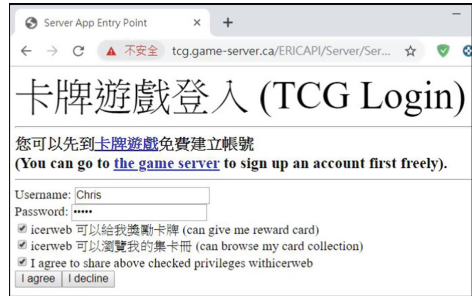 Server App Entry Point
不安全 tcg.game-server.ca/ERICAPI/Server/Ser...
卡牌遊戲登入 (TCG Login)
您可以先到卡牌遊戲免費建立帳號
(You can go to the game server to sign up an account first freely).
Username: Chris
Password: •••••
icerweb 可以給我獎勵卡牌 (can give me reward card)
icerweb 可以瀏覽我的集卡冊 (can browse my card collection)
I agree to share above checked privileges withicerweb
I agree I decline